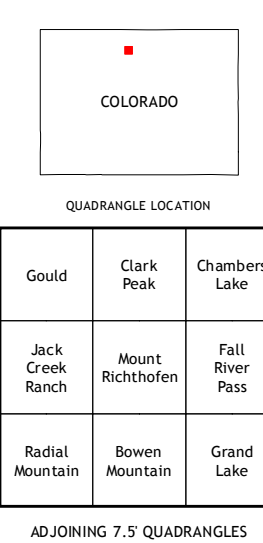 COLORADO
QUADRANGLE LOCATION
Gould
Clark
Peak
Chambers
Lake
Jack
Creek
Ranch
Mount
Richthofen
Fall
River
Pass
Radial
Mountain
Bowen
Mountain
Grand
Lake
ADJOINING 7.5' QUADRANGLES